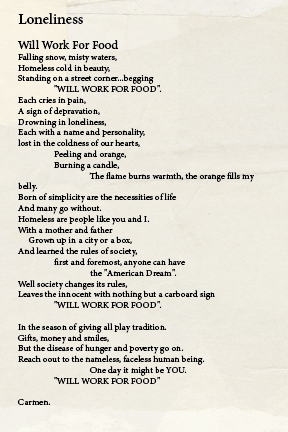 Loneliness
Will Work For Food
Falling snow, misty waters,
Homeless cold in beauty,
Standing on a street corner...begging
"WILL WORK FOR FOOD".
Each cries in pain,
A sign of depravation,
Drowning in loneliness,
Each with a name and personality,
lost in the coldness of our hearts,
Peeling and orange,
Burning a candle,
The flame burns warmth, the orange fills my
belly.
Born of simplicity are the necessities of life
And many go without.
Homeless are people like you and I.
With a mother and father
Grown up in a city or a box,
And learned the rules of society,
first and foremost, anyone can have
the "American Dream".
Well society changes its rules,
Leaves the innocent with nothing but a carboard sign
"WILL WORK FOR FOOD".
In the season of giving all play tradition.
Gifts, money and smiles,
But the disease of hunger and poverty go on.
Reach oout to the nameless, faceless human being.
One day it might be YOU.
"WILL WORK FOR FOOD"
Carmen.